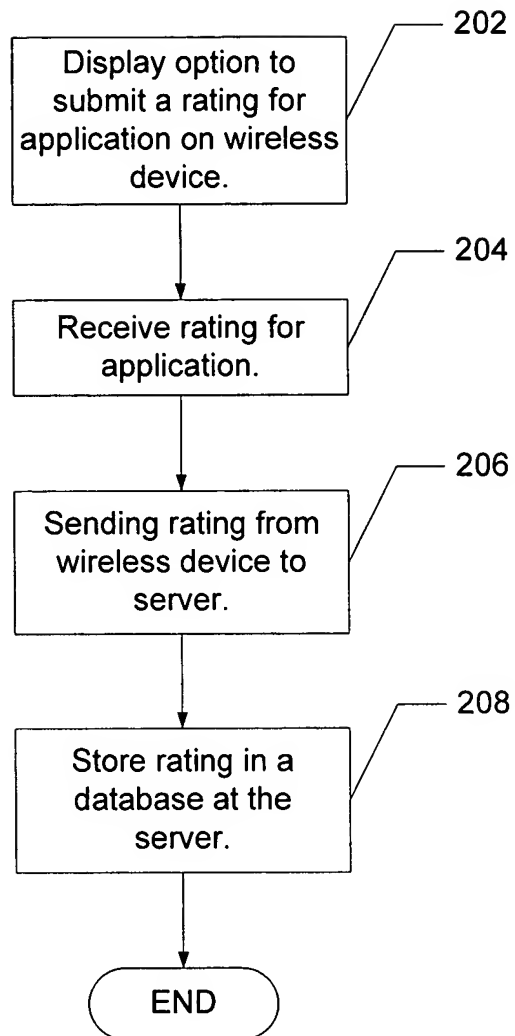 202
Display option to
submit a rating for
application on wireless
device.
204
Receive rating for
application.
206
Sending rating from
wireless device to
server.
208
Store rating in a
database at the
server.
END